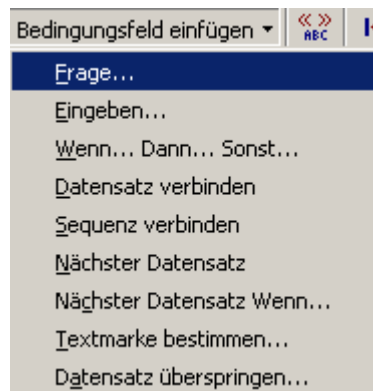 Bedingungsfeld einfügen « » ABC
Frage...
Eingeben...
Wenn... Dann... Sonst...
Datensatz verbinden
Sequenz verbinden
Nächster Datensatz
Nächster Datensatz Wenn...
Textmarke bestimmen...
Datensatz überspringen...